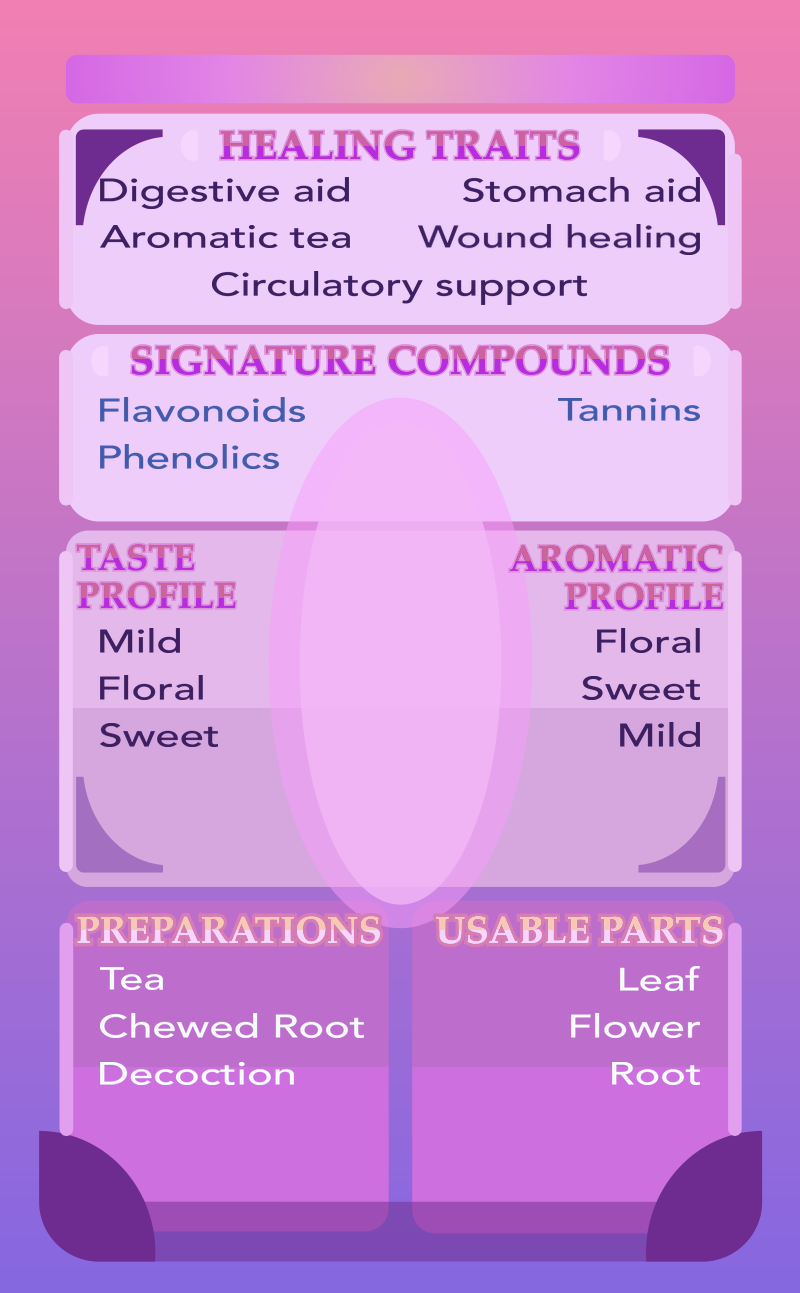 HEALING TRAITS
Digestive aid
Stomach aid
Aromatic tea
Wound healing
Circulatory support
SIGNATURE COMPOUNDS
Flavonoids
Tannins
Phenolics
TASTE
PROFILE
Mild
Floral
Sweet
AROMATIC
PROFILE
Floral
Sweet
Mild
PREPARATIONS
Tea
Chewed Root
Decoction
USABLE PARTS
Leaf
Flower
Root